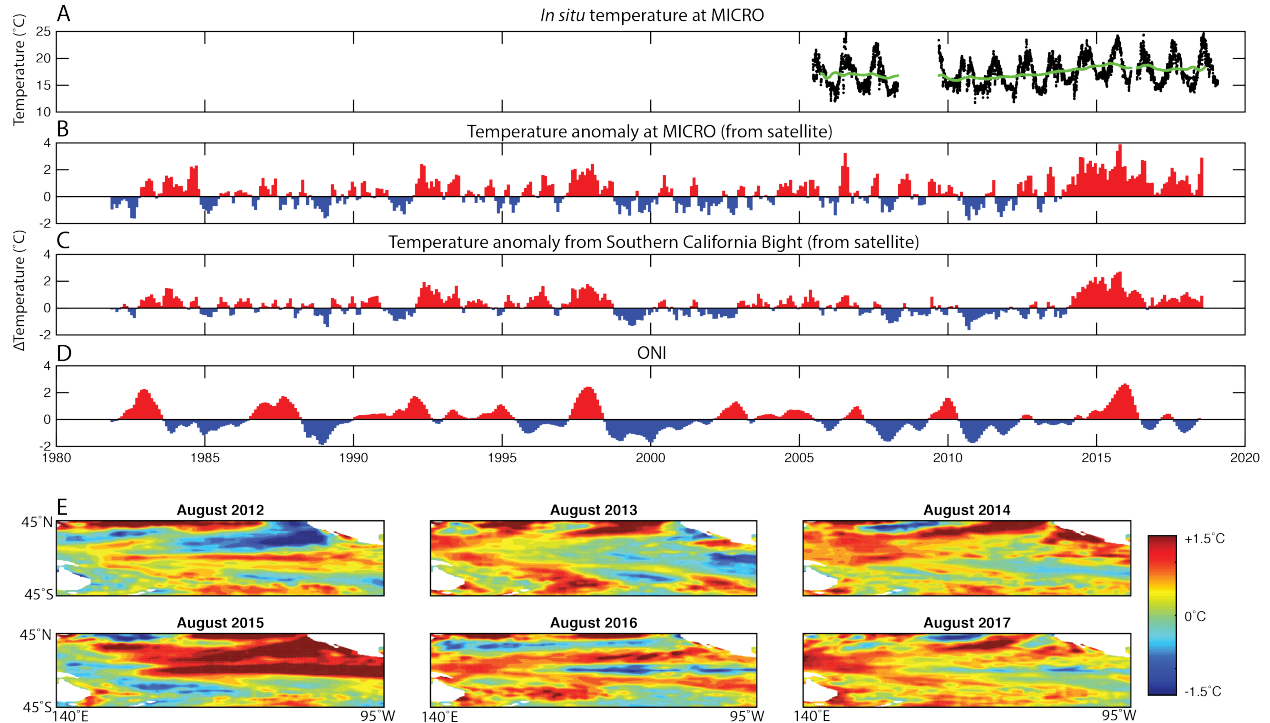 A
In situ temperature at MICRO
Temperature (˚C)
25
20
15
10
B
Temperature anomaly at MICRO (from satellite)
4
2
0
-2
C
Temperature anomaly from Southern California Bight (from satellite)
ΔTemperature (˚C)
4
2
0
-2
D
ONI
4
2
0
-2
1980 1985 1990 1995 2000 2005 2010 2015 2020
E
August 2012 August 2013 August 2014
45˚N
45˚S
+1.5˚C
0˚C
-1.5˚C
August 2015 August 2016 August 2017
45˚N
45˚S
140˚E 95˚W 140˚E 95˚W 140˚E 95˚W